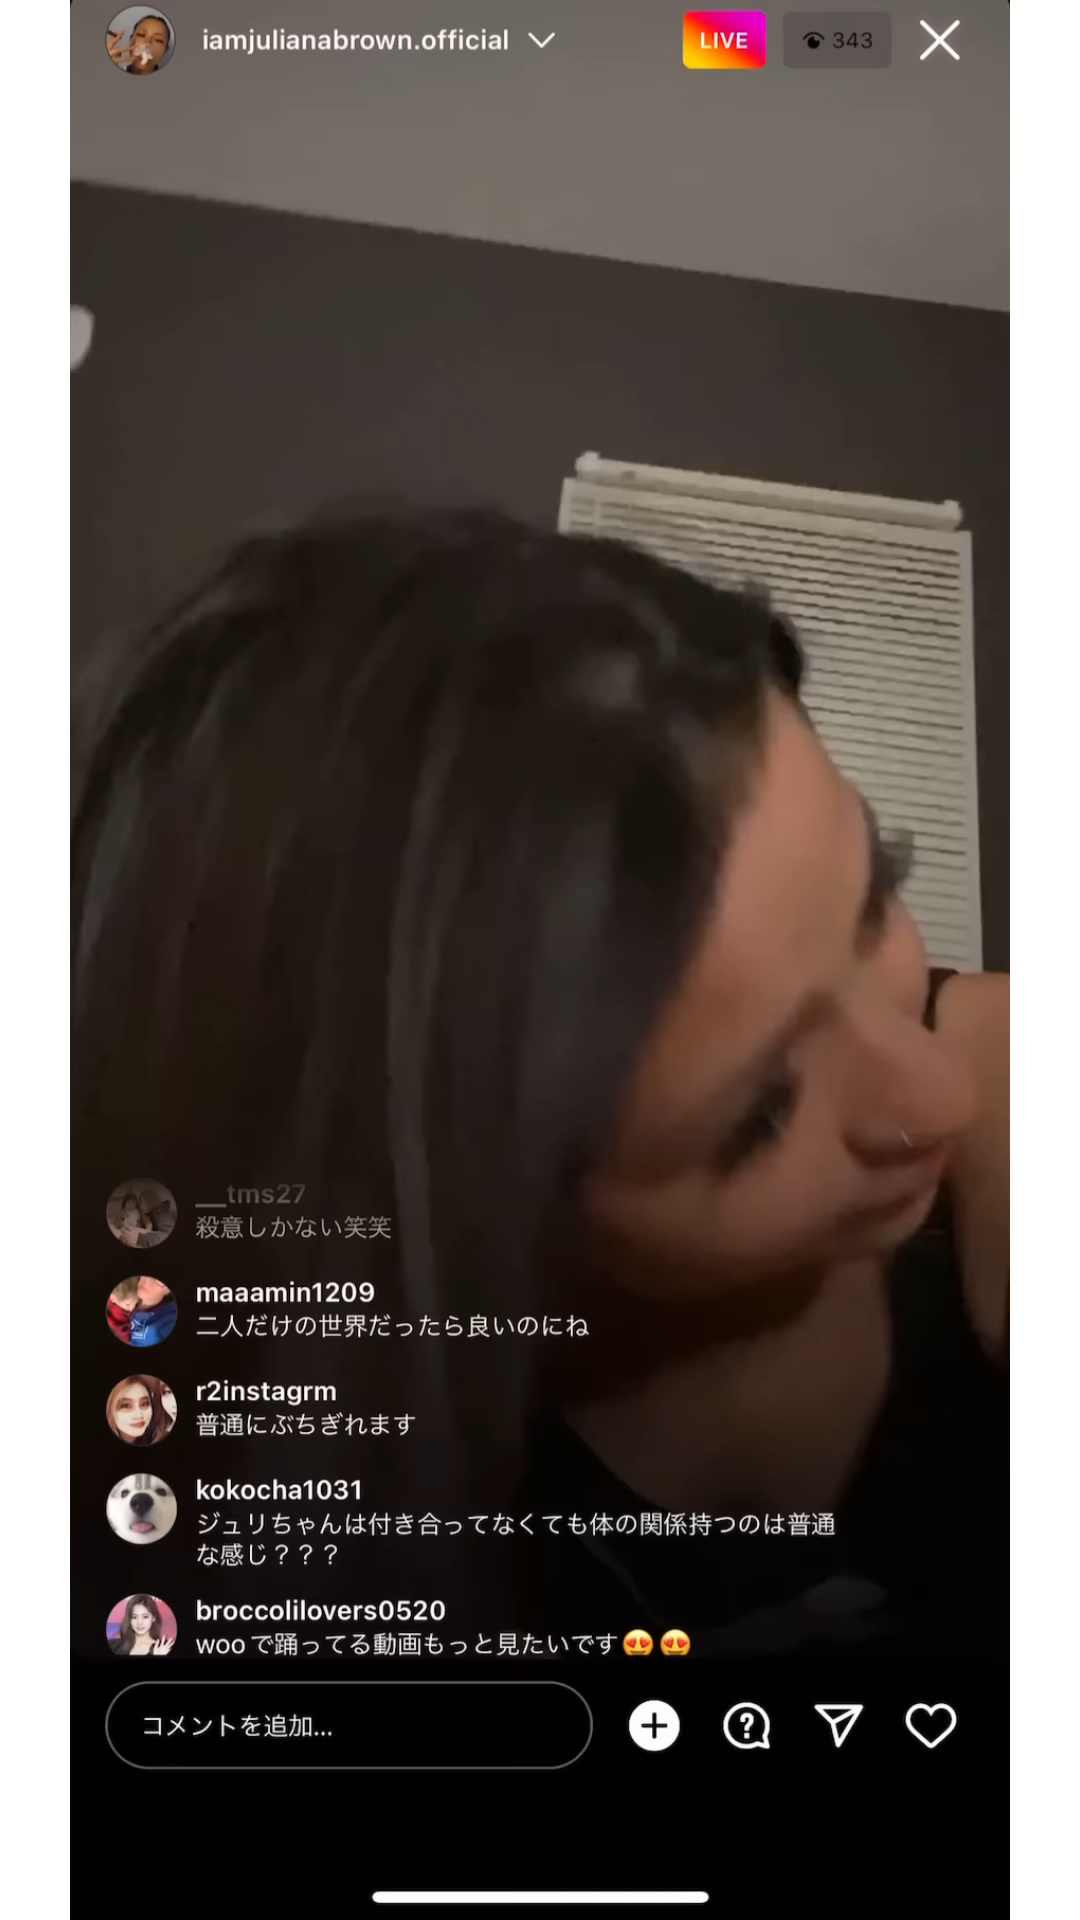 iamjulianabrown.official
LIVE
343
__tms27
殺意しかない笑笑
maaamin1209
二人だけの世界だったら良いのにね
r2instagrm
普通にぶちぎれます
kokocha1031
ジュリちゃんは付き合ってなくても体の関係持つのは普通
な感じ？？？
broccolilovers0520
wooで踊ってる動画もっと見たいです😍😍
コメントを追加...